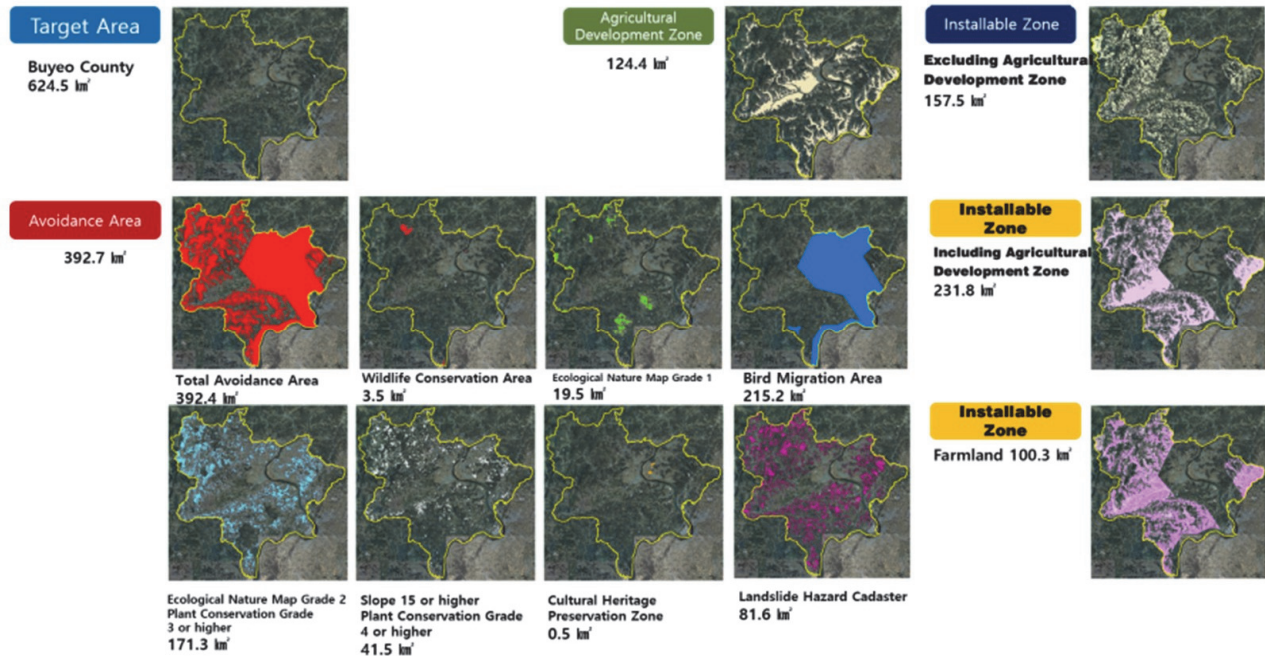 Target Area
Buyeo County
624.5 ㎢
Agricultural
Development Zone
124.4 ㎢
Installable Zone
Excluding Agricultural
Development Zone
157.5 ㎢
Avoidance Area
392.7 ㎢
Total Avoidance Area
392.4 ㎢
Wildlife Conservation Area
3.5 ㎢
Ecological Nature Map Grade 1
19.5 ㎢
Bird Migration Area
215.2 ㎢
Installable
Zone
Including Agricultural
Development Zone
231.8 ㎢
Ecological Nature Map Grade 2
Plant Conservation Grade
3 or higher
171.3 ㎢
Slope 15 or higher
Plant Conservation Grade
4 or higher
41.5 ㎢
Cultural Heritage
Preservation Zone
0.5 ㎢
Landslide Hazard Cadaster
81.6 ㎢
Installable
Zone
Farmland 100.3 ㎢